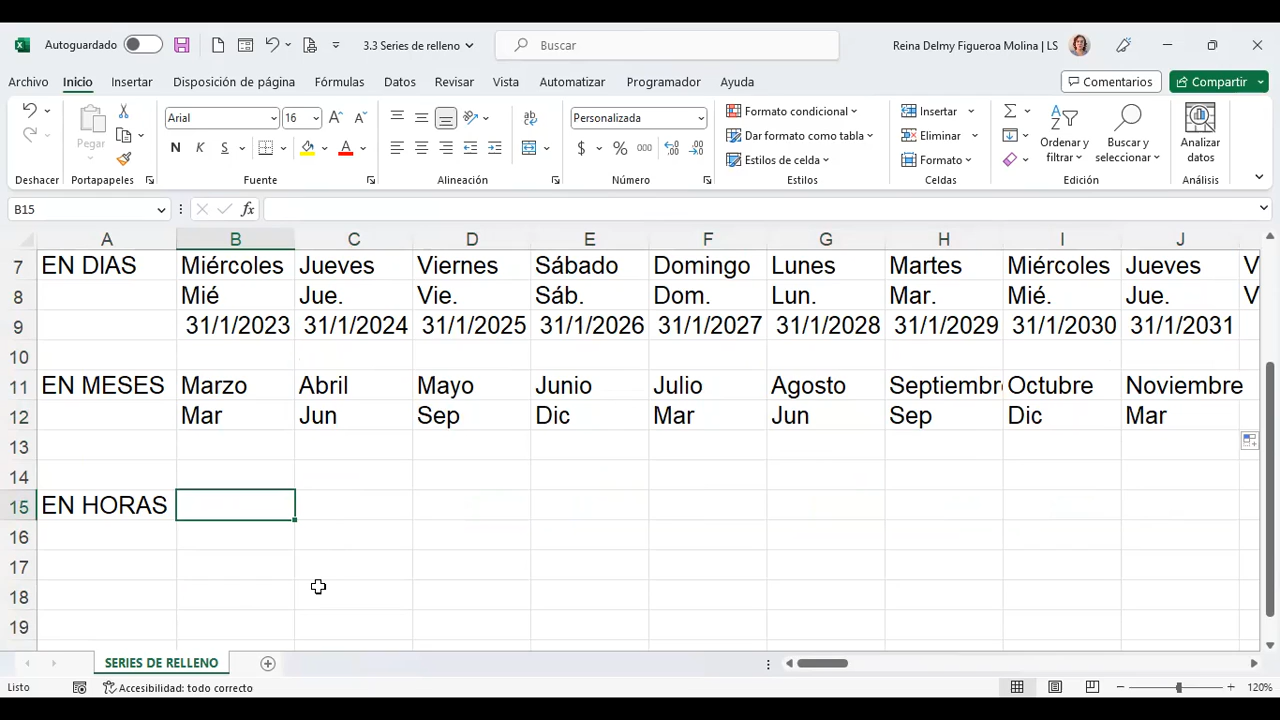 Autoguardado 3.3 Series de relleno Buscar Reina Delmy Figueroa Molina | LS
Archivo Inicio Insertar Disposición de página Fórmulas Datos Revisar Vista Automatizar Programador Ayuda Comentarios Compartir
Pegar Arial 16 Personalizada Formato condicional Insertar Ordenar y filtrar Buscar y seleccionar Analizar datos
N K S $ % 000 Dar formato como tabla Eliminar
Estilos de celda Formato
Deshacer Portapapeles Fuente Alineación Número Estilos Celdas Edición Análisis
B15 fx
A B C D E F G H I J
7 EN DIAS Miércoles Jueves Viernes Sábado Domingo Lunes Martes Miércoles Jueves V
8 Mié Jue. Vie. Sáb. Dom. Lun. Mar. Mié. Jue. V
9 31/1/2023 31/1/2024 31/1/2025 31/1/2026 31/1/2027 31/1/2028 31/1/2029 31/1/2030 31/1/2031
10
11 EN MESES Marzo Abril Mayo Junio Julio Agosto Septiembre Octubre Noviembre
12 Mar Jun Sep Dic Mar Jun Sep Dic Mar
13
14
15 EN HORAS
16
17
18
19
SERIES DE RELLENO
Listo Accesibilidad: todo correcto 120%